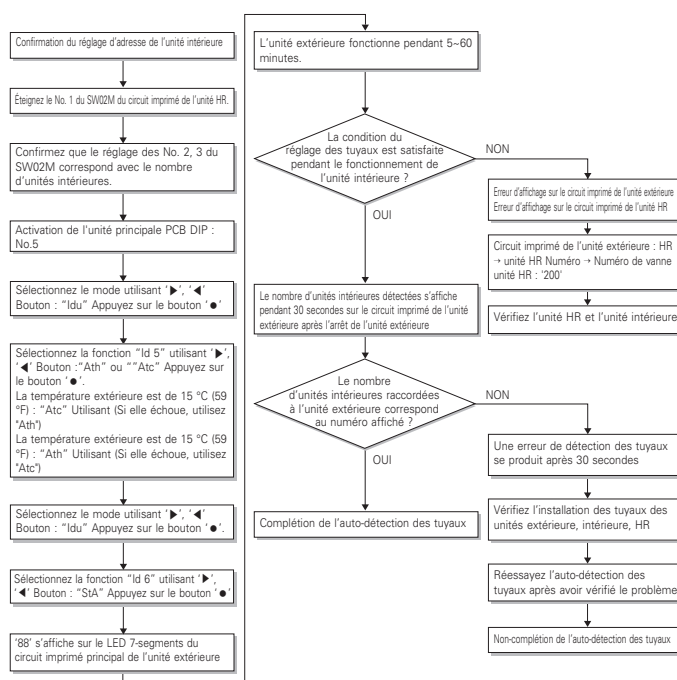 Confirmation du réglage d'adresse de l'unité intérieure
Éteignez le No. 1 du SW02M du circuit imprimé de l'unité HR.
Confirmez que le réglage des No. 2, 3 du
SW02M correspond avec le nombre
d'unités intérieures.
Activation de l'unité principale PCB DIP :
No.5
Sélectionnez le mode utilisant '▶', '◀'
Bouton : "Idu" Appuyez sur le bouton '●'
Sélectionnez la fonction "Id 5" utilisant '▶',
'◀' Bouton :"Ath" ou ""Atc" Appuyez sur
le bouton '●'.
La température extérieure est de 15 °C (59
°F) : "Atc" Utilisant (Si elle échoue, utilisez
"Ath")
La température extérieure est de 15 °C (59
°F) : "Ath" Utilisant (Si elle échoue, utilisez
"Atc")
Sélectionnez le mode utilisant '▶', '◀'
Bouton : "Idu" Appuyez sur le bouton '●'.
Sélectionnez la fonction "Id 6" utilisant '▶',
'◀' Bouton : "StA" Appuyez sur le bouton '●'
'88' s'affiche sur le LED 7-segments du
circuit imprimé principal de l'unité extérieure
L'unité extérieure fonctionne pendant 5~60
minutes.
La condition du
réglage des tuyaux est satisfaite
pendant le fonctionnement de
l'unité intérieure ?
NON
OUI
Erreur d'affichage sur le circuit imprimé de l'unité extérieure
Erreur d'affichage sur le circuit imprimé de l'unité HR
Circuit imprimé de l'unité extérieure : HR
→ unité HR Numéro → Numéro de vanne
unité HR : '200'
Vérifiez l'unité HR et l'unité intérieure
Le nombre d'unités intérieures détectées s'affiche
pendant 30 secondes sur le circuit imprimé de l'unité
extérieure après l'arrêt de l'unité extérieure
Le nombre
d'unités intérieures raccordées
à l'unité extérieure correspond
au numéro affiché ?
NON
OUI
Complétion de l'auto-détection des tuyaux
Une erreur de détection des tuyaux
se produit après 30 secondes
Vérifiez l'installation des tuyaux des
unités extérieure, intérieure, HR
Réessayez l'auto-détection des
tuyaux après avoir vérifié le problème
Non-complétion de l'auto-détection des tuyaux